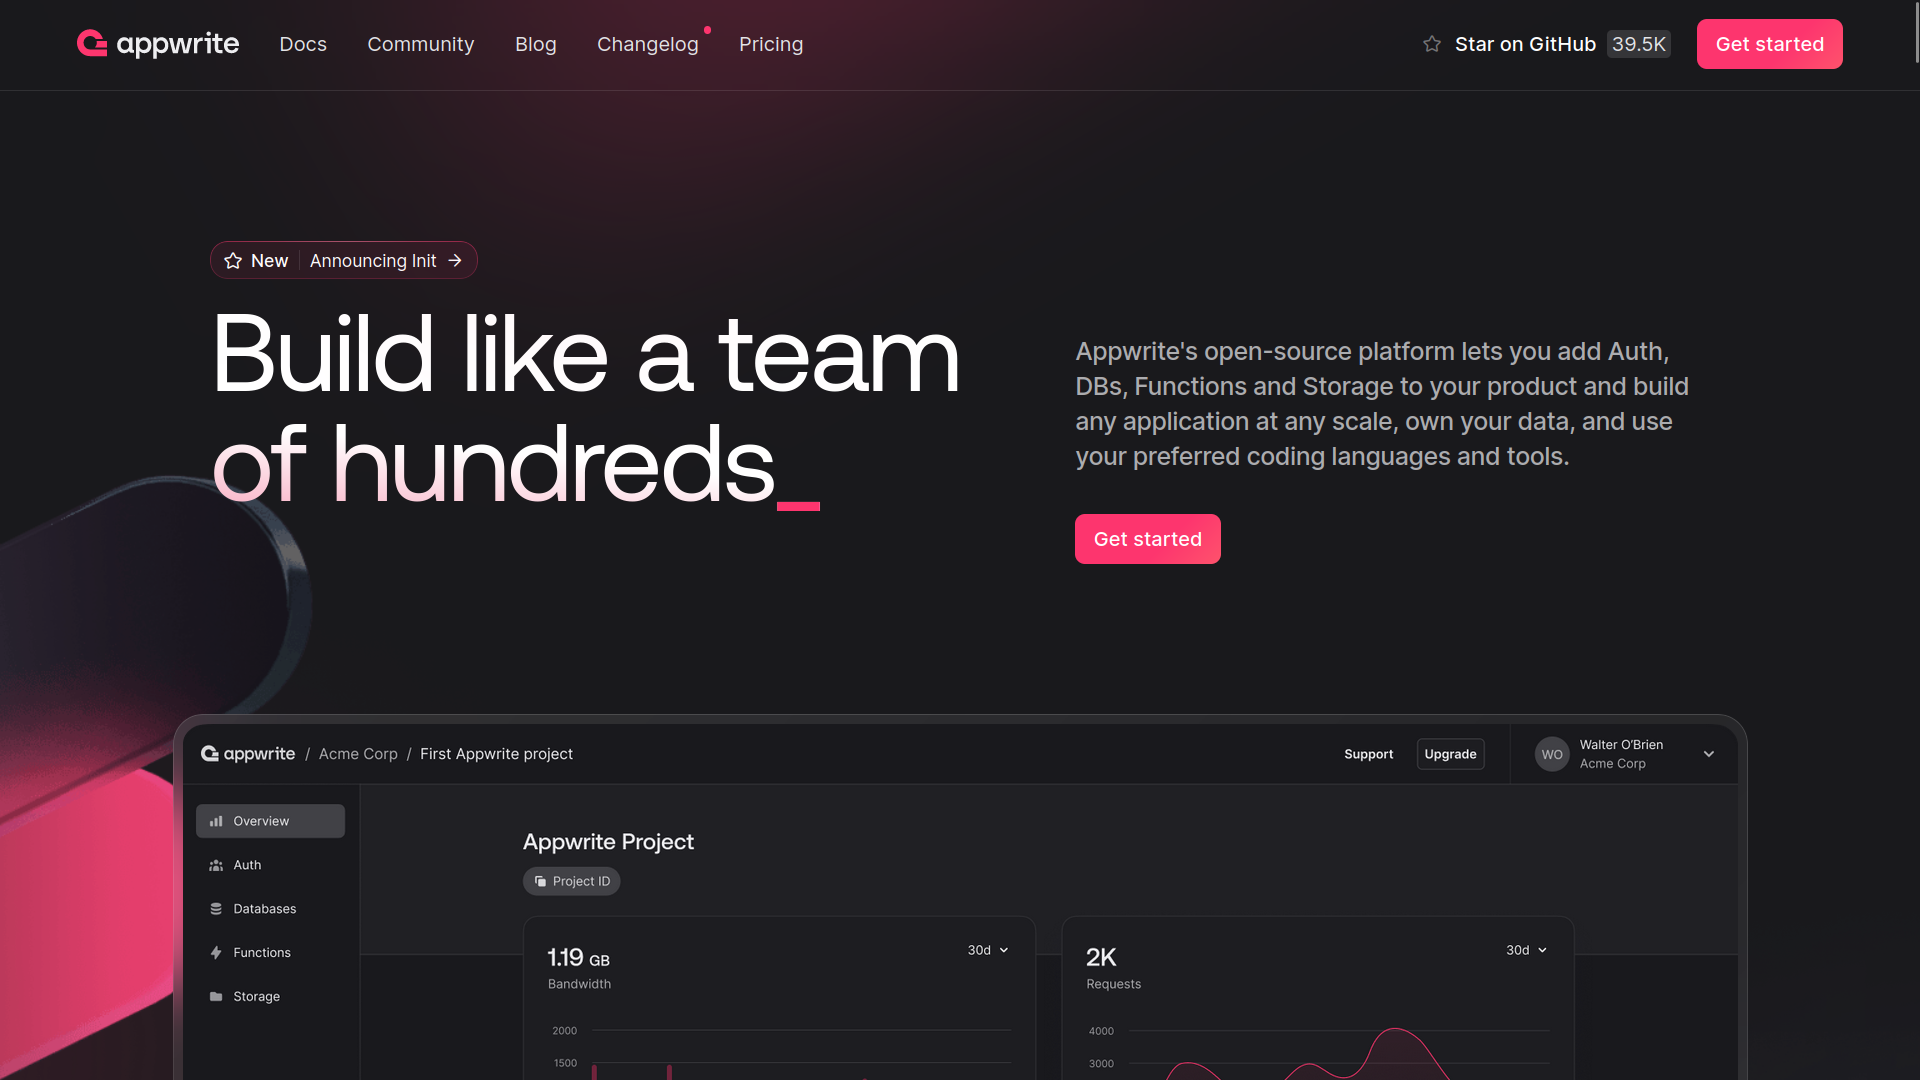 appwrite
Docs
Community
Blog
Changelog
Pricing
Star on GitHub 39.5K
Get started
New
Announcing Init
Build like a team
of hundreds_
Appwrite's open-source platform lets you add Auth,
DBs, Functions and Storage to your product and build
any application at any scale, own your data, and use
your preferred coding languages and tools.
Get started
appwrite / Acme Corp / First Appwrite project
Support
Upgrade
WO
Walter O'Brien
Acme Corp
Overview
Auth
Databases
Functions
Storage
Appwrite Project
Project ID
1.19 GB
30d
Bandwidth
2000
1500
2K
30d
Requests
4000
3000